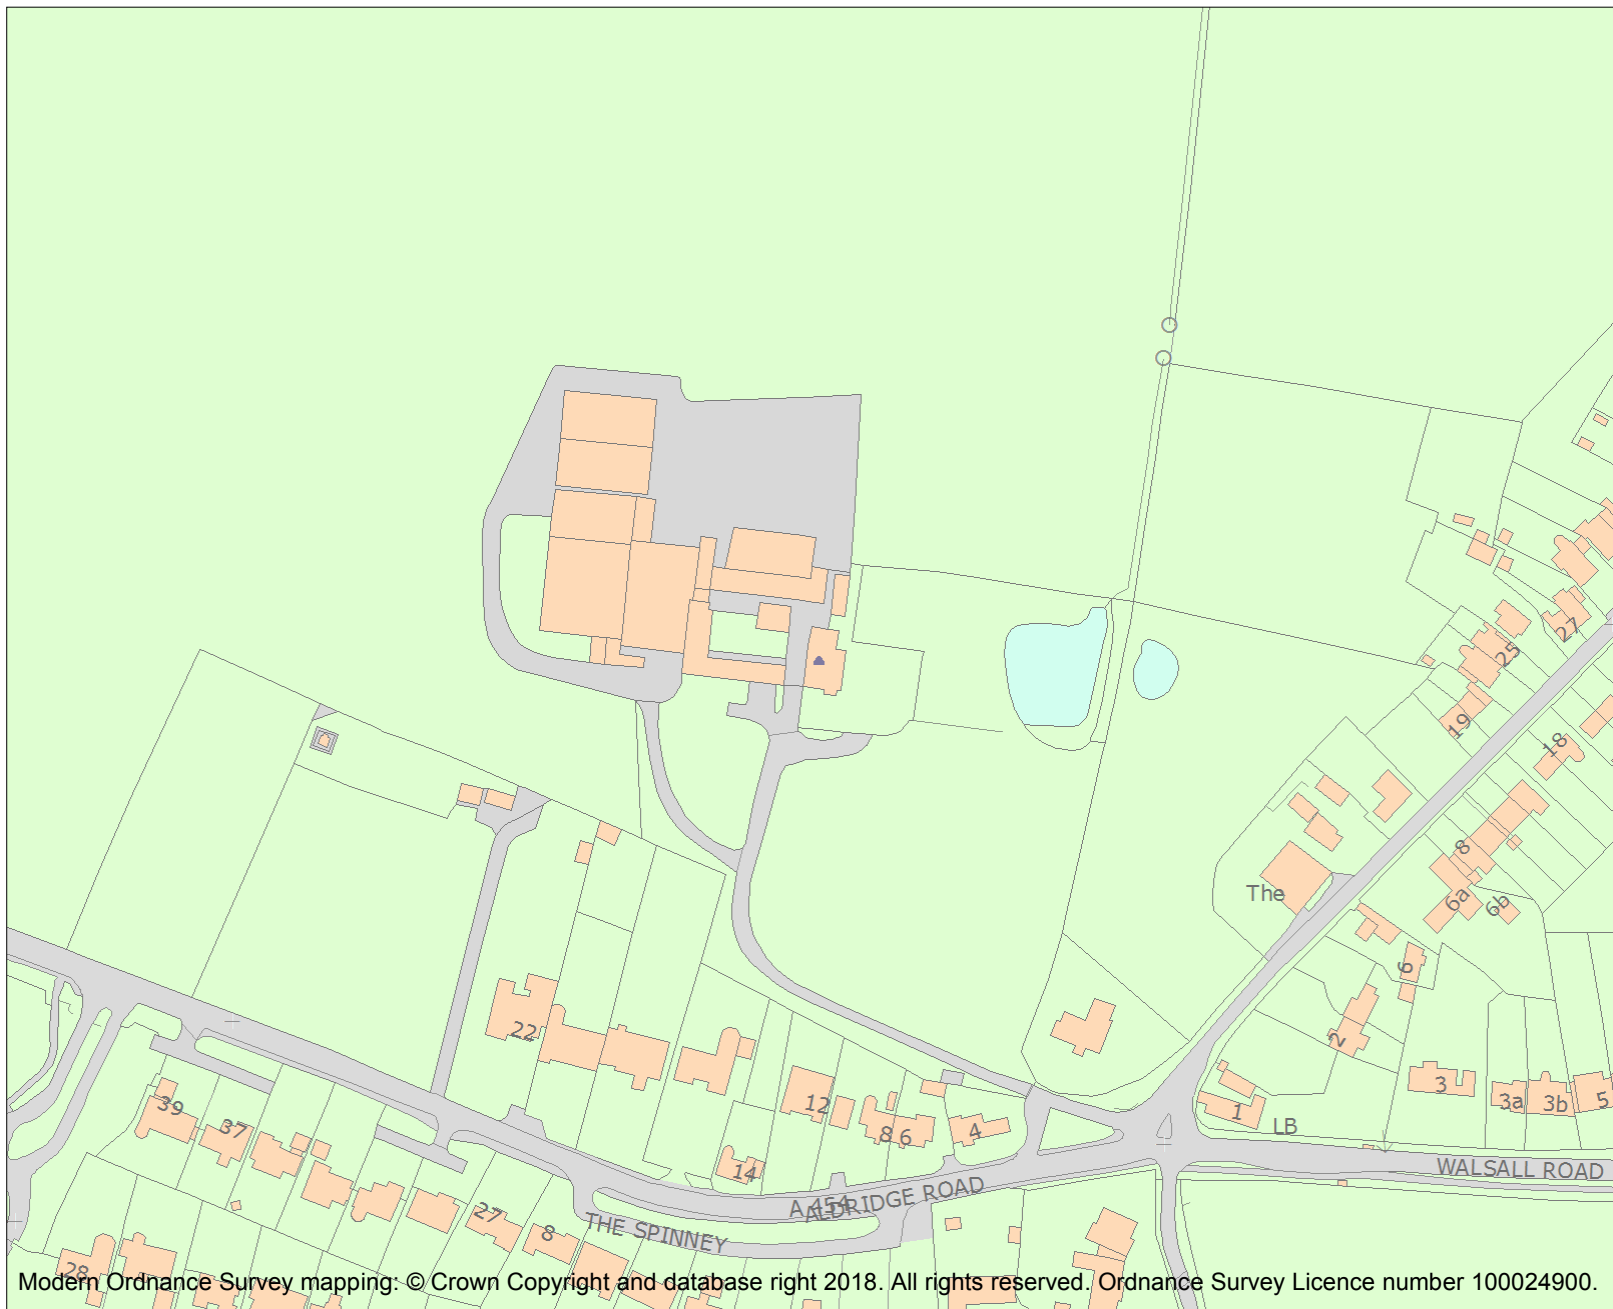 27
25
19
18
8
The
6a
6b
6
2
22
3
3a
3b
5
39
37
12
1
LB
8
6
4
14
WALSALL ROAD
A 454
ALDRIDGE ROAD
27
8
THE SPINNEY
28
Modern Ordnance Survey mapping: © Crown Copyright and database right 2018. All rights reserved. Ordnance Survey Licence number 100024900.